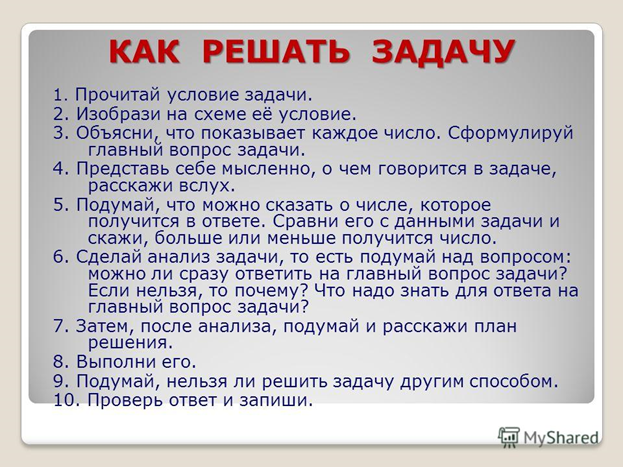 КАК РЕШАТЬ ЗАДАЧУ
1. Прочитай условие задачи.
2. Изобрази на схеме её условие.
3. Объясни, что показывает каждое число. Сформулируй
главный вопрос задачи.
4. Представь себе мысленно, о чем говорится в задаче,
расскажи вслух.
5. Подумай, что можно сказать о числе, которое
получится в ответе. Сравни его с данными задачи и
скажи, больше или меньше получится число.
6. Сделай анализ задачи, то есть подумай над вопросом:
можно ли сразу ответить на главный вопрос задачи?
Если нельзя, то почему? Что надо знать для ответа на
главный вопрос задачи?
7. Затем, после анализа, подумай и расскажи план
решения.
8. Выполни его.
9. Подумай, нельзя ли решить задачу другим способом.
10. Проверь ответ и запиши.
MyShared